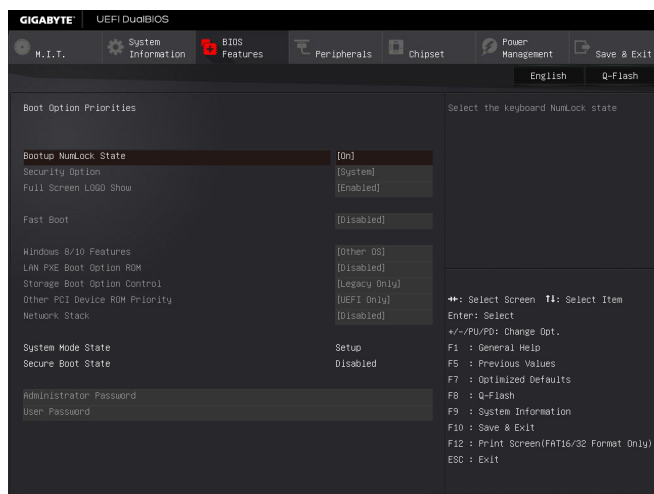 GIGABYTE™ UEFI DualBIOS
M.I.T.
System Information
BIOS Features
Peripherals
Chipset
Power Management
Save & Exit
English Q-Flash
Boot Option Priorities
Select the keyboard NumLock state
Bootup NumLock State [On]
Security Option [System]
Full Screen LOGO Show [Enabled]
Fast Boot [Disabled]
Windows 8/10 Features [Other OS]
LAN PXE Boot Option ROM [Disabled]
Storage Boot Option Control [Legacy Only]
Other PCI Device ROM Priority [UEFI Only]
Network Stack [Disabled]
System Mode State Setup
Secure Boot State Disabled
Administrator Password
User Password
→←: Select Screen ↑↓: Select Item
Enter: Select
+/-/PU/PD: Change Opt.
F1 : General Help
F5 : Previous Values
F7 : Optimized Defaults
F8 : Q-Flash
F9 : System Information
F10 : Save & Exit
F12 : Print Screen(FAT16/32 Format Only)
ESC : Exit